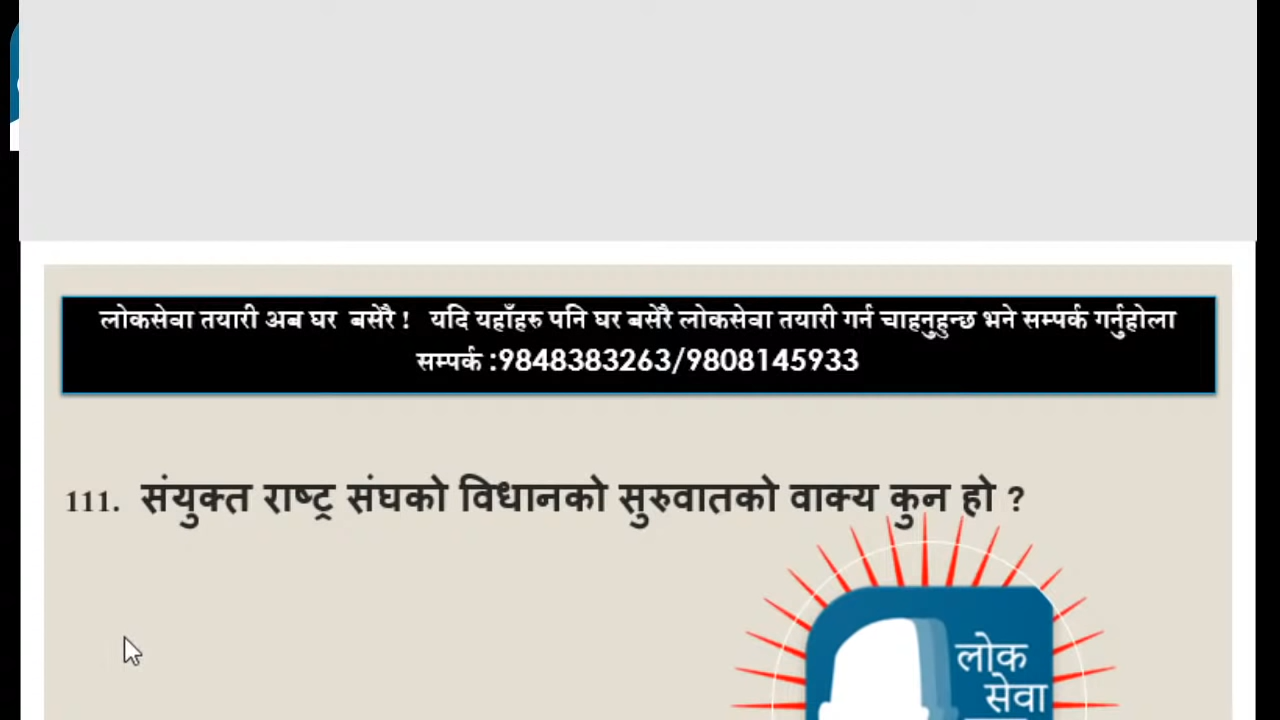 लोकसेवा तयारी अब घर बसेरै ! यदि यहाँहरु पनि घर बसेरै लोकसेवा तयारी गर्न चाहनुहुन्छ भने सम्पर्क गर्नुहोला
सम्पर्क :9848383263/9808145933
111. संयुक्त राष्ट्र संघको विधानको सुरुवातको वाक्य कुन हो ?
लोक
सेवा